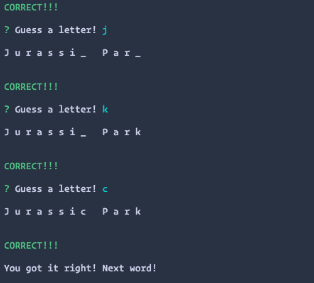 CORRECT!!!
? Guess a letter! j
J u r a s s i _ P a r _
CORRECT!!!
? Guess a letter! k
J u r a s s i _ P a r k
CORRECT!!!
? Guess a letter! c
J u r a s s i c P a r k
CORRECT!!!
You got it right! Next word!